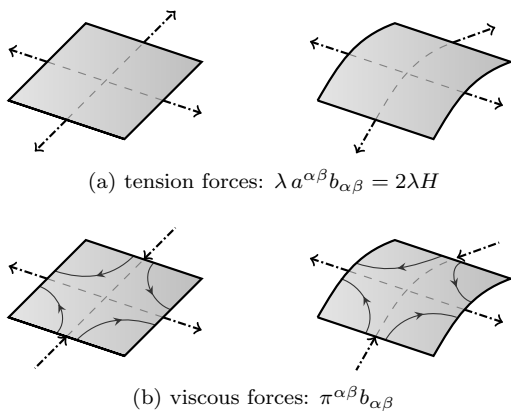 (a) tension forces: λ a^{αβ} b_{αβ} = 2λH
(b) viscous forces: π^{αβ} b_{αβ}